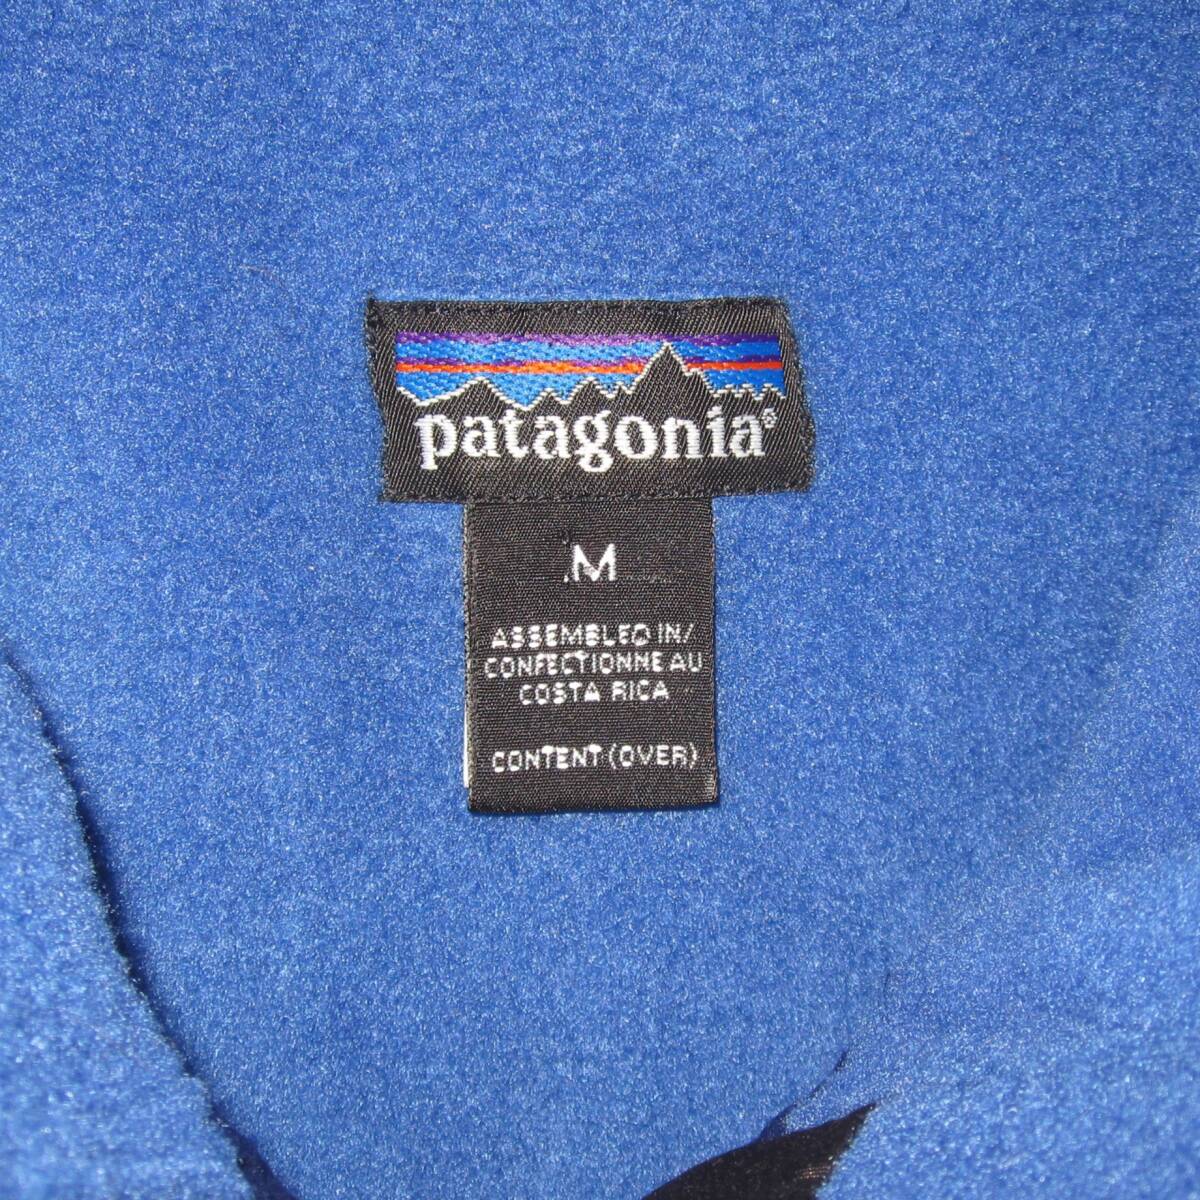 patagonia®
M
ASSEMBLED IN/
CONFECTIONNE AU
COSTA RICA
CONTENT (OVER)